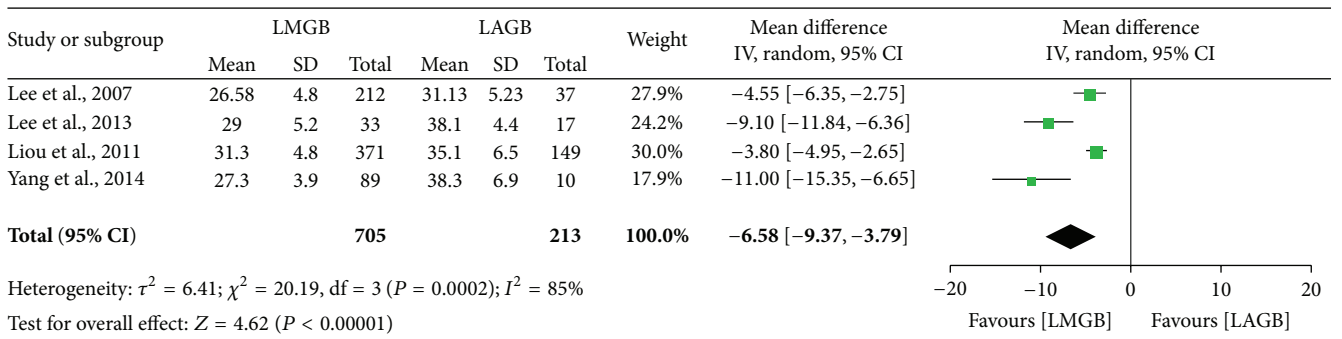 LMGB LAGB Mean difference Mean difference
Study or subgroup Weight IV, random, 95% CI IV, random, 95% CI
Mean SD Total Mean SD Total
Lee et al., 2007 26.58 4.8 212 31.13 5.23 37 27.9% −4.55 [−6.35, −2.75]
Lee et al., 2013 29 5.2 33 38.1 4.4 17 24.2% −9.10 [−11.84, −6.36]
Liou et al., 2011 31.3 4.8 371 35.1 6.5 149 30.0% −3.80 [−4.95, −2.65]
Yang et al., 2014 27.3 3.9 89 38.3 6.9 10 17.9% −11.00 [−15.35, −6.65]
Total (95% CI) 705 213 100.0% −6.58 [−9.37, −3.79]
Heterogeneity: τ² = 6.41; χ² = 20.19, df = 3 (P = 0.0002); I² = 85%
−20 −10 0 10 20
Test for overall effect: Z = 4.62 (P < 0.00001)
Favours [LMGB] Favours [LAGB]